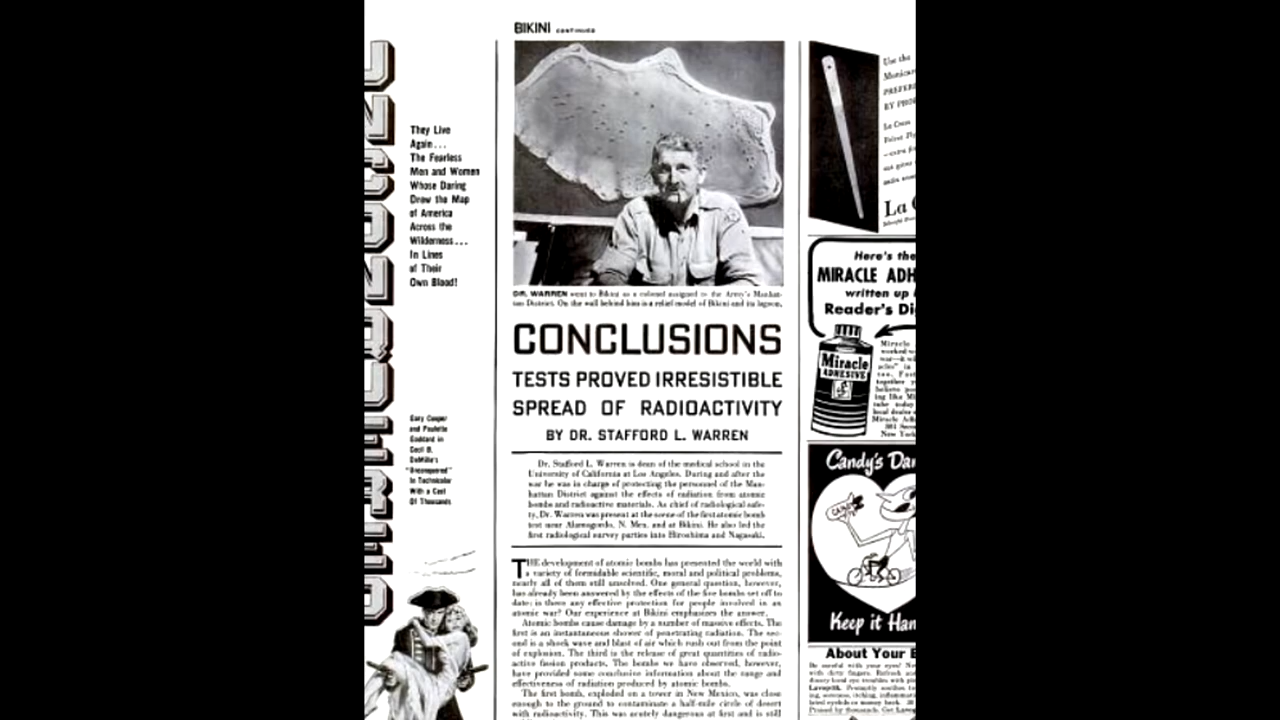 BIKINI CONTINUED
UNCONQUERED
They Live
Again...
The Fearless
Men and Women
Whose Daring
Drew the Map
of America
Across the
Wilderness...
In Lines
of Their
Own Blood!
Gary Cooper
and Paulette
Goddard in
Cecil B.
DeMille's
"Unconquered"
In Technicolor
With a Cast
Of Thousands
DR. WARREN went to Bikini as a colonel assigned to the Army's Manhat-
tan District. On the wall behind him is a relief model of Bikini and its lagoon.
CONCLUSIONS
TESTS PROVED IRRESISTIBLE
SPREAD OF RADIOACTIVITY
BY DR. STAFFORD L. WARREN
Dr. Stafford L. Warren is dean of the medical school in the
University of California at Los Angeles. During and after the
war he was in charge of protecting the personnel of the Man-
hattan District against the effects of radiation from atomic
bombs and radioactive materials. As chief of radiological safe-
ty, Dr. Warren was present at the scene of the first atomic bomb
test near Alamogordo, N. Mex. and at Bikini. He also led the
first radiological survey parties into Hiroshima and Nagasaki.
THE development of atomic bombs has presented the world with
a variety of formidable scientific, moral and political problems,
nearly all of them still unsolved. One general question, however,
has already been answered by the effects of the five bombs set off to
date: is there any effective protection for people involved in an
atomic war? Our experience at Bikini emphasizes the answer.
Atomic bombs cause damage by a number of massive effects. The
first is an instantaneous shower of penetrating radiation. The sec-
ond is a shock wave and blast of air which rush out from the point
of explosion. The third is the release of great quantities of radio-
active fission products. The bombs we have observed, however,
have provided some conclusive information about the range and
effectiveness of radiation produced by atomic bombs.
The first bomb, exploded on a tower in New Mexico, was close
enough to the ground to contaminate a half-mile circle of desert
with radioactivity. This was acutely dangerous at first and is still
Use the
PREFER
BY PROF
La Cross
La C
Here's the
MIRACLE ADH
written up
Reader's Di
Miracle
ADHESIVE
Candy's Dan
CANDY
Keep it Han
About Your E
Be careful with your eyes! Ne
with dirty fingers.